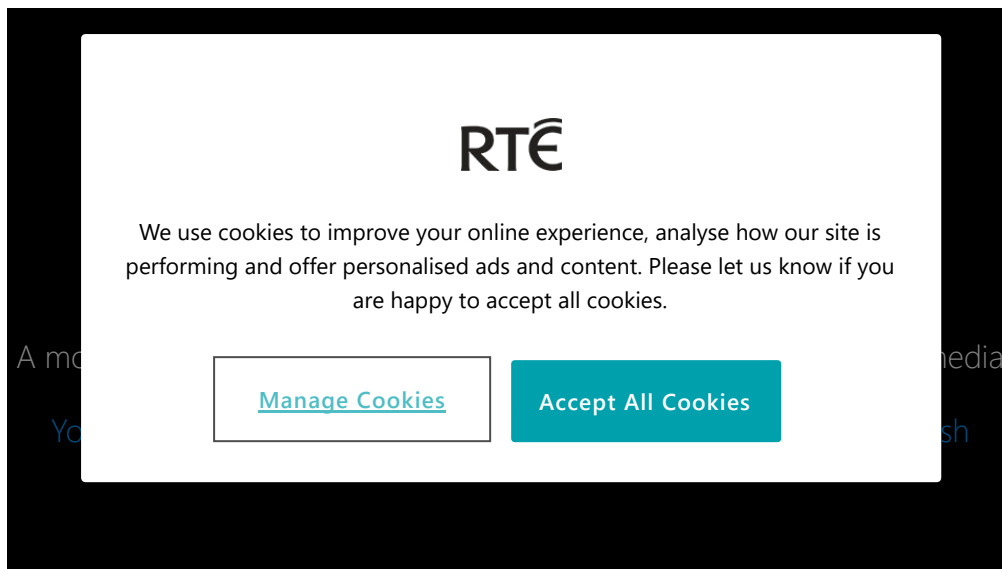 RTÉ
We use cookies to improve your online experience, analyse how our site is
performing and offer personalised ads and content. Please let us know if you
are happy to accept all cookies.
A
Manage Cookies
Accept All Cookies